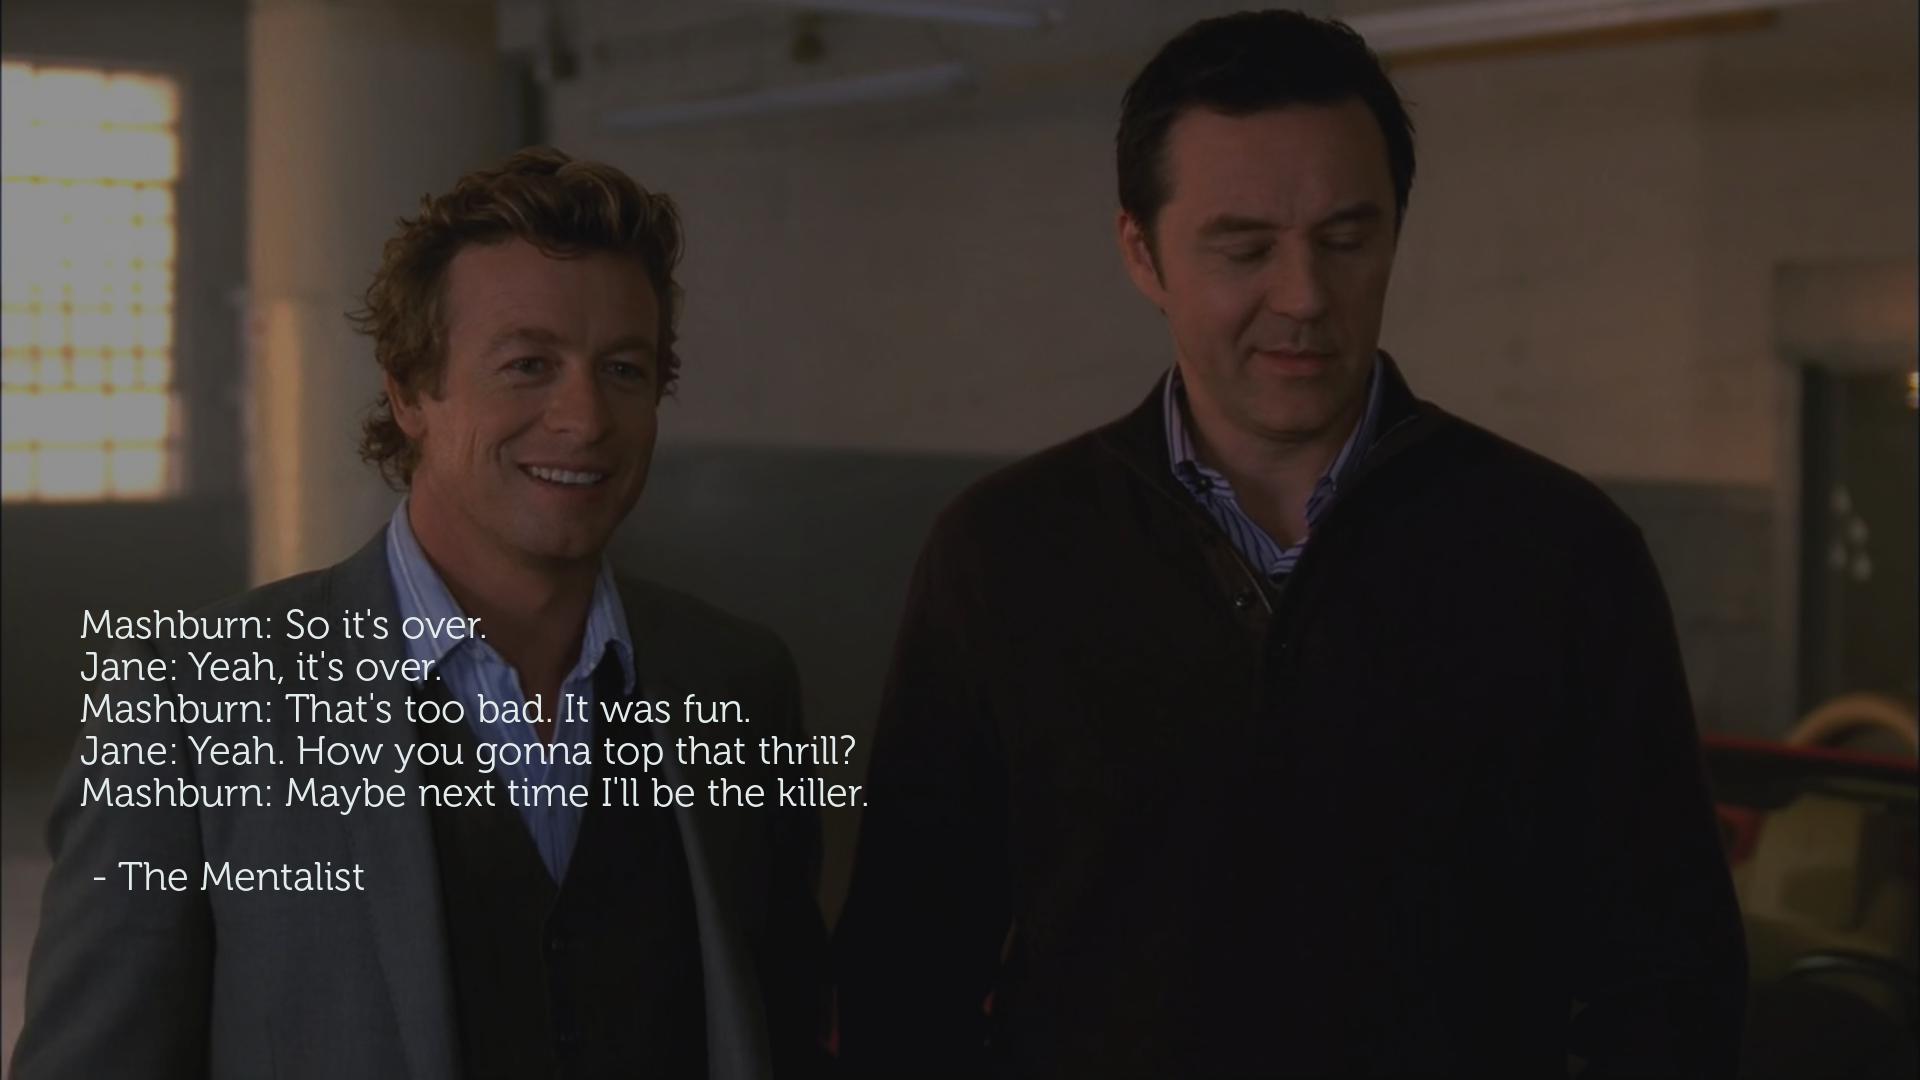 Mashburn: So it's over.
Jane: Yeah, it's over.
Mashburn: That's too bad. It was fun.
Jane: Yeah. How you gonna top that thrill?
Mashburn: Maybe next time I'll be the killer.
- The Mentalist